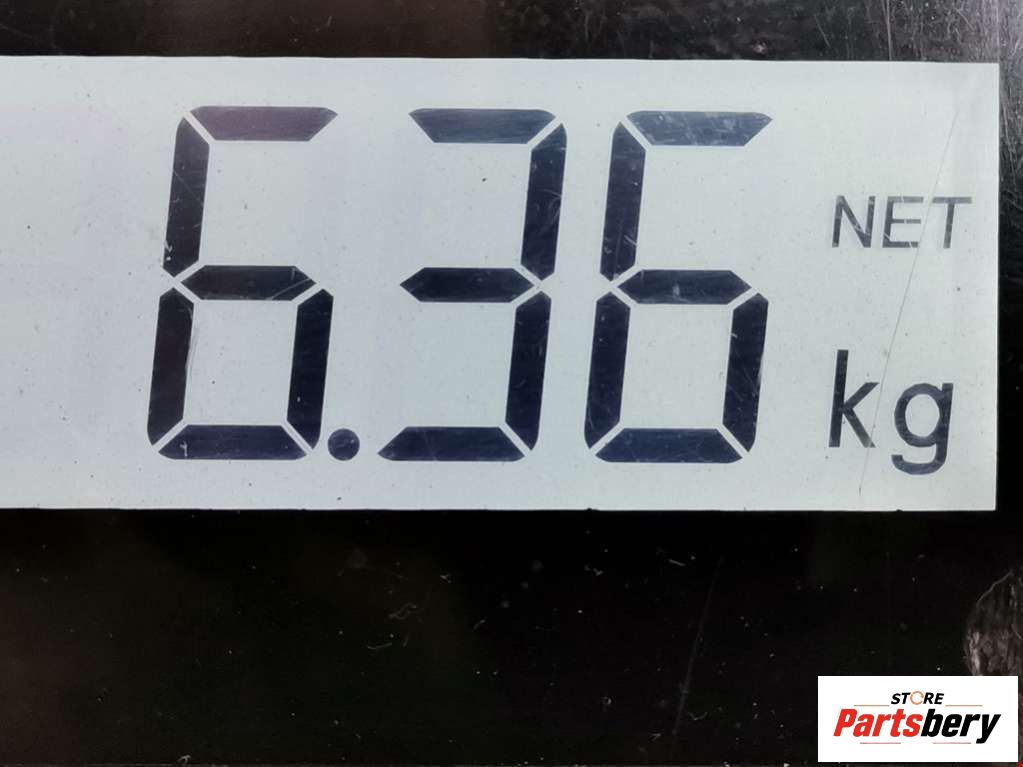 6.36 NET
kg
STORE
Partsbery